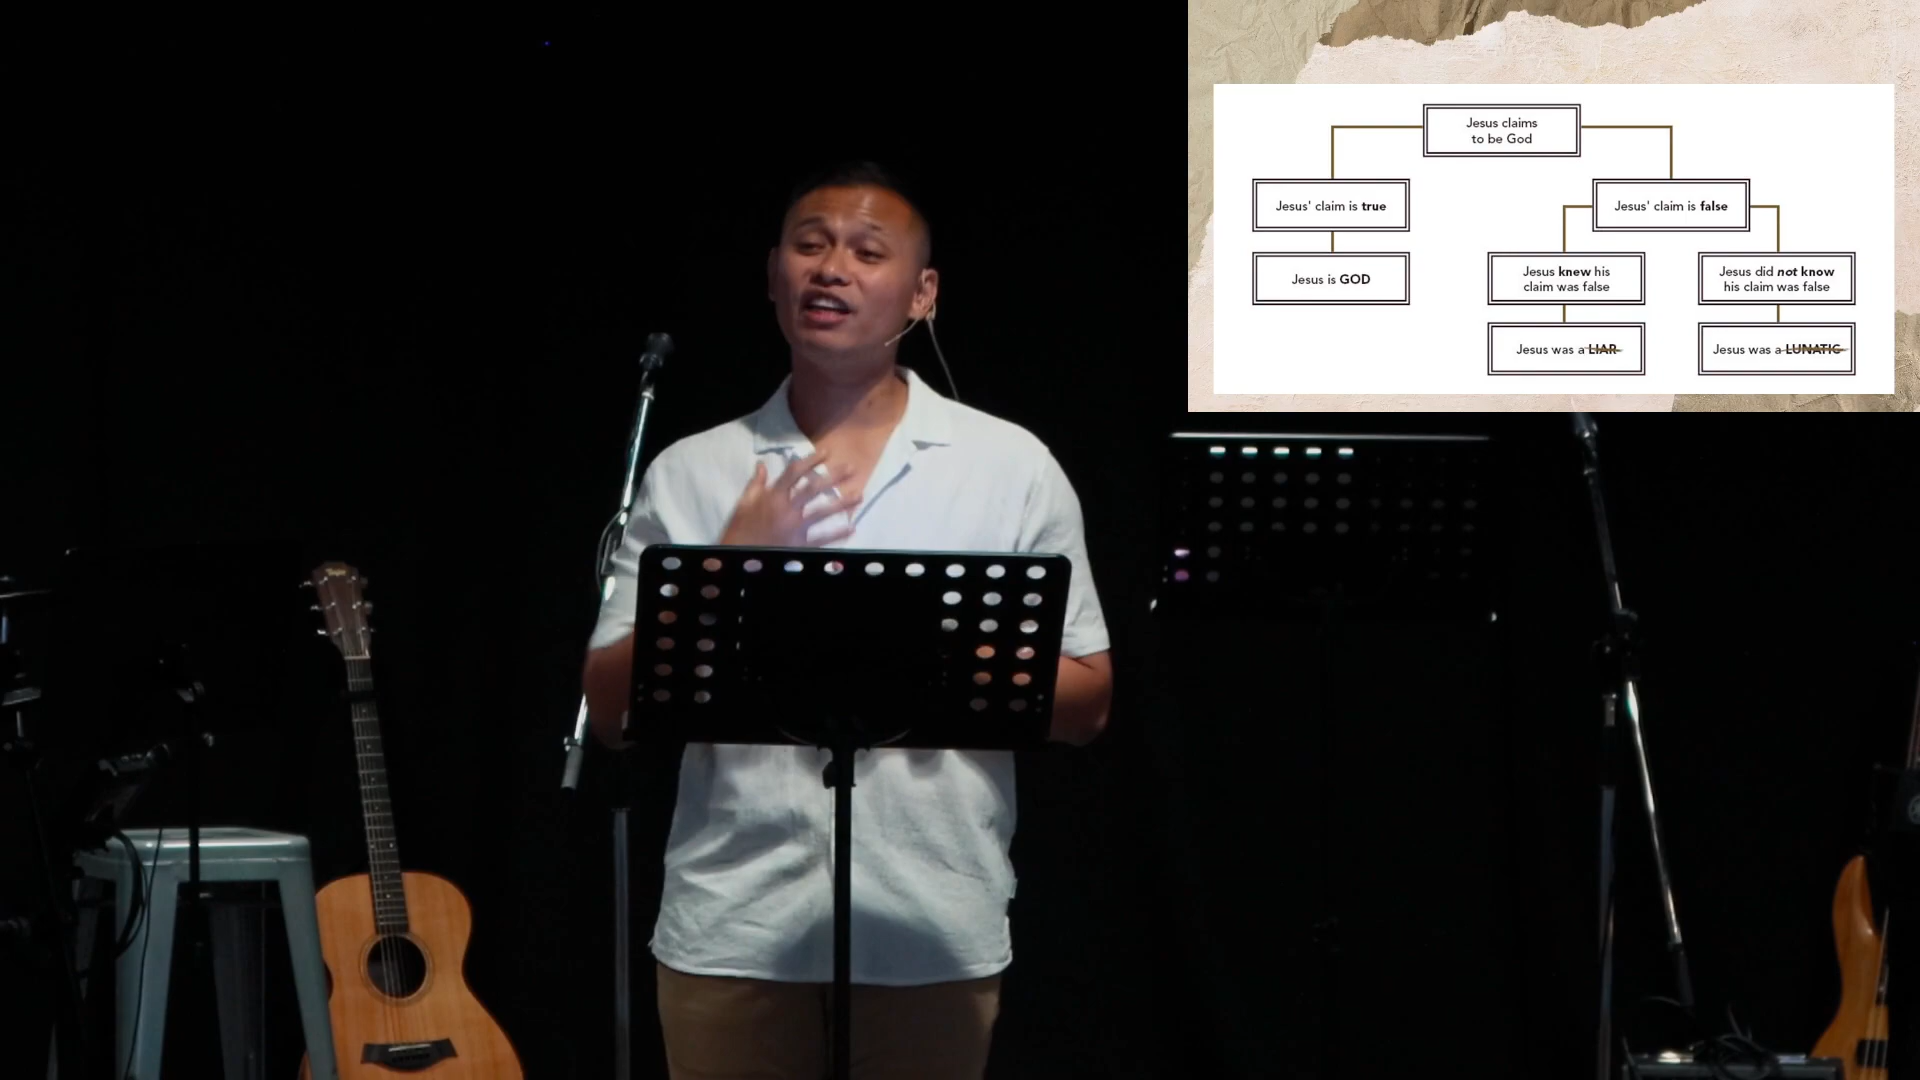 Jesus claims
to be God
Jesus' claim is true
Jesus' claim is false
Jesus is GOD
Jesus knew his
claim was false
Jesus did not know
his claim was false
Jesus was a LIAR
Jesus was a LUNATIC